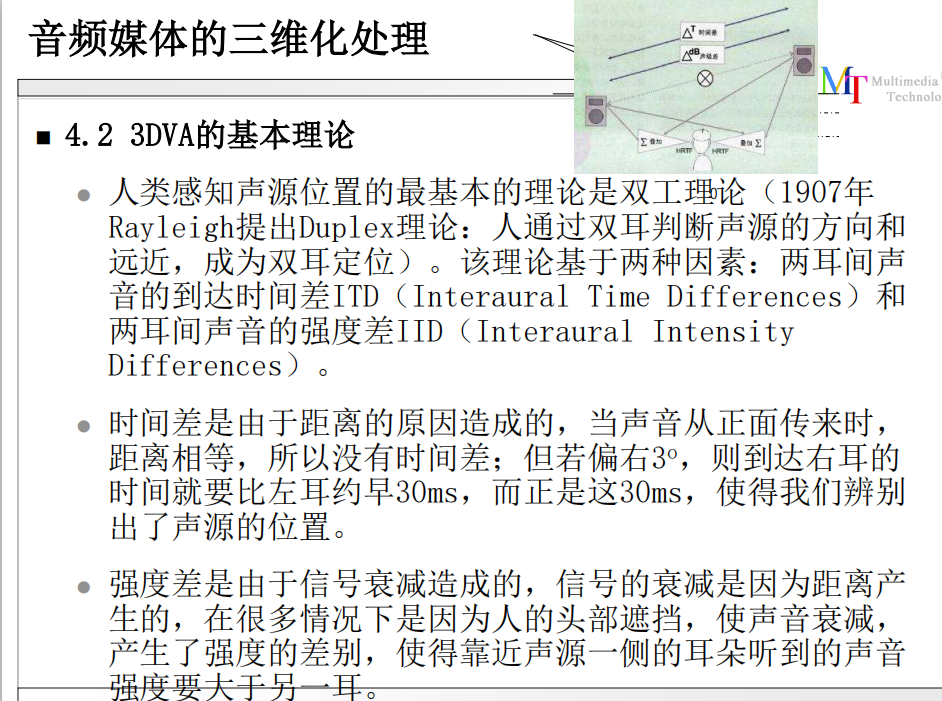 音频媒体的三维化处理
△T 时间差
△dB 声级差
Σ 叠加
HRTF
HRTF
叠加 Σ
MT
Multimedia
Technolo
■ 4.2 3DVA的基本理论
● 人类感知声源位置的最基本的理论是双工理论（1907年
Rayleigh提出Duplex理论：人通过双耳判断声源的方向和
远近，成为双耳定位）。该理论基于两种因素：两耳间声
音的到达时间差ITD（Interaural Time Differences）和
两耳间声音的强度差IID（Interaural Intensity
Differences）。
● 时间差是由于距离的原因造成的，当声音从正面传来时，
距离相等，所以没有时间差；但若偏右3º，则到达右耳的
时间就要比左耳约早30ms，而正是这30ms，使得我们辨别
出了声源的位置。
● 强度差是由于信号衰减造成的，信号的衰减是因为距离产
生的，在很多情况下是因为人的头部遮挡，使声音衰减，
产生了强度的差别，使得靠近声源一侧的耳朵听到的声音
强度要大于另一耳。